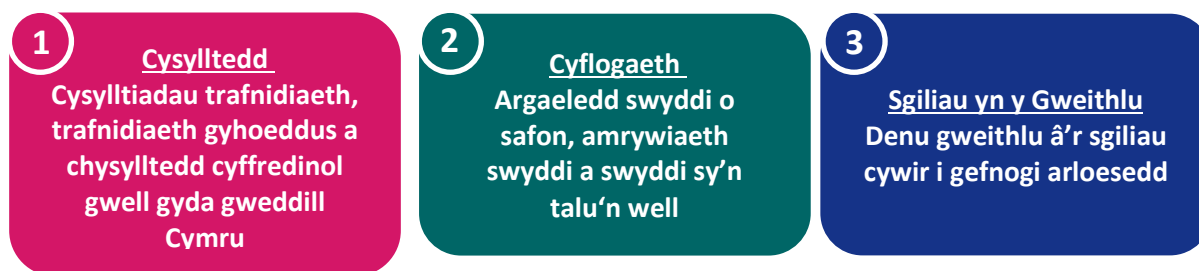 1
Cysylltedd
Cysylltiadau trafnidiaeth,
trafnidiaeth gyhoeddus a
chysylltedd cyffredinol
gwell gyda gweddill
Cymru
2
Cyflogaeth
Argaeledd swyddi o
safon, amrywiaeth
swyddi a swyddi sy’n
talu‘n well
3
Sgiliau yn y Gweithlu
Denu gweithlu â’r sgiliau
cywir i gefnogi arloesedd